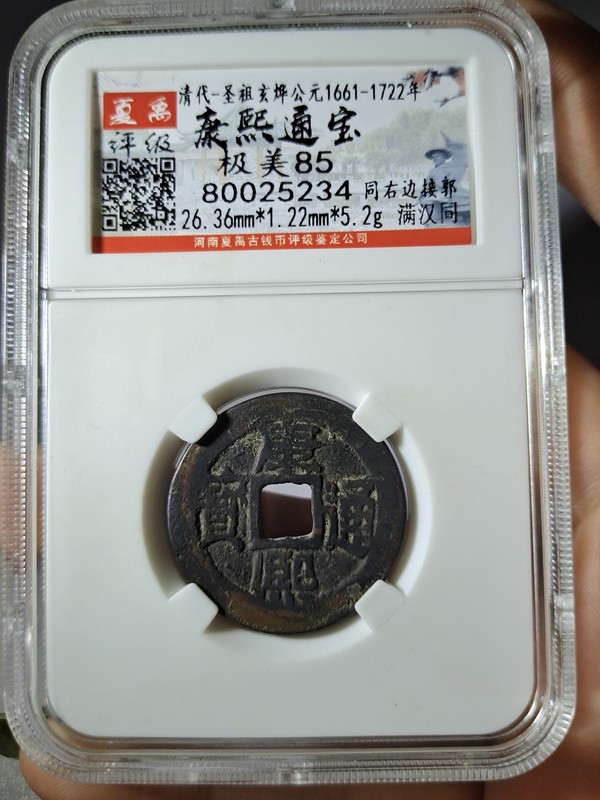 清代-圣祖玄烨公元1661-1722年
夏禹
评级
康熙通宝
极美85
80025234 同右边接郭
26.36mm*1.22mm*5.2g 满汉同
河南夏禹古钱币评级鉴定公司
康熙通寶